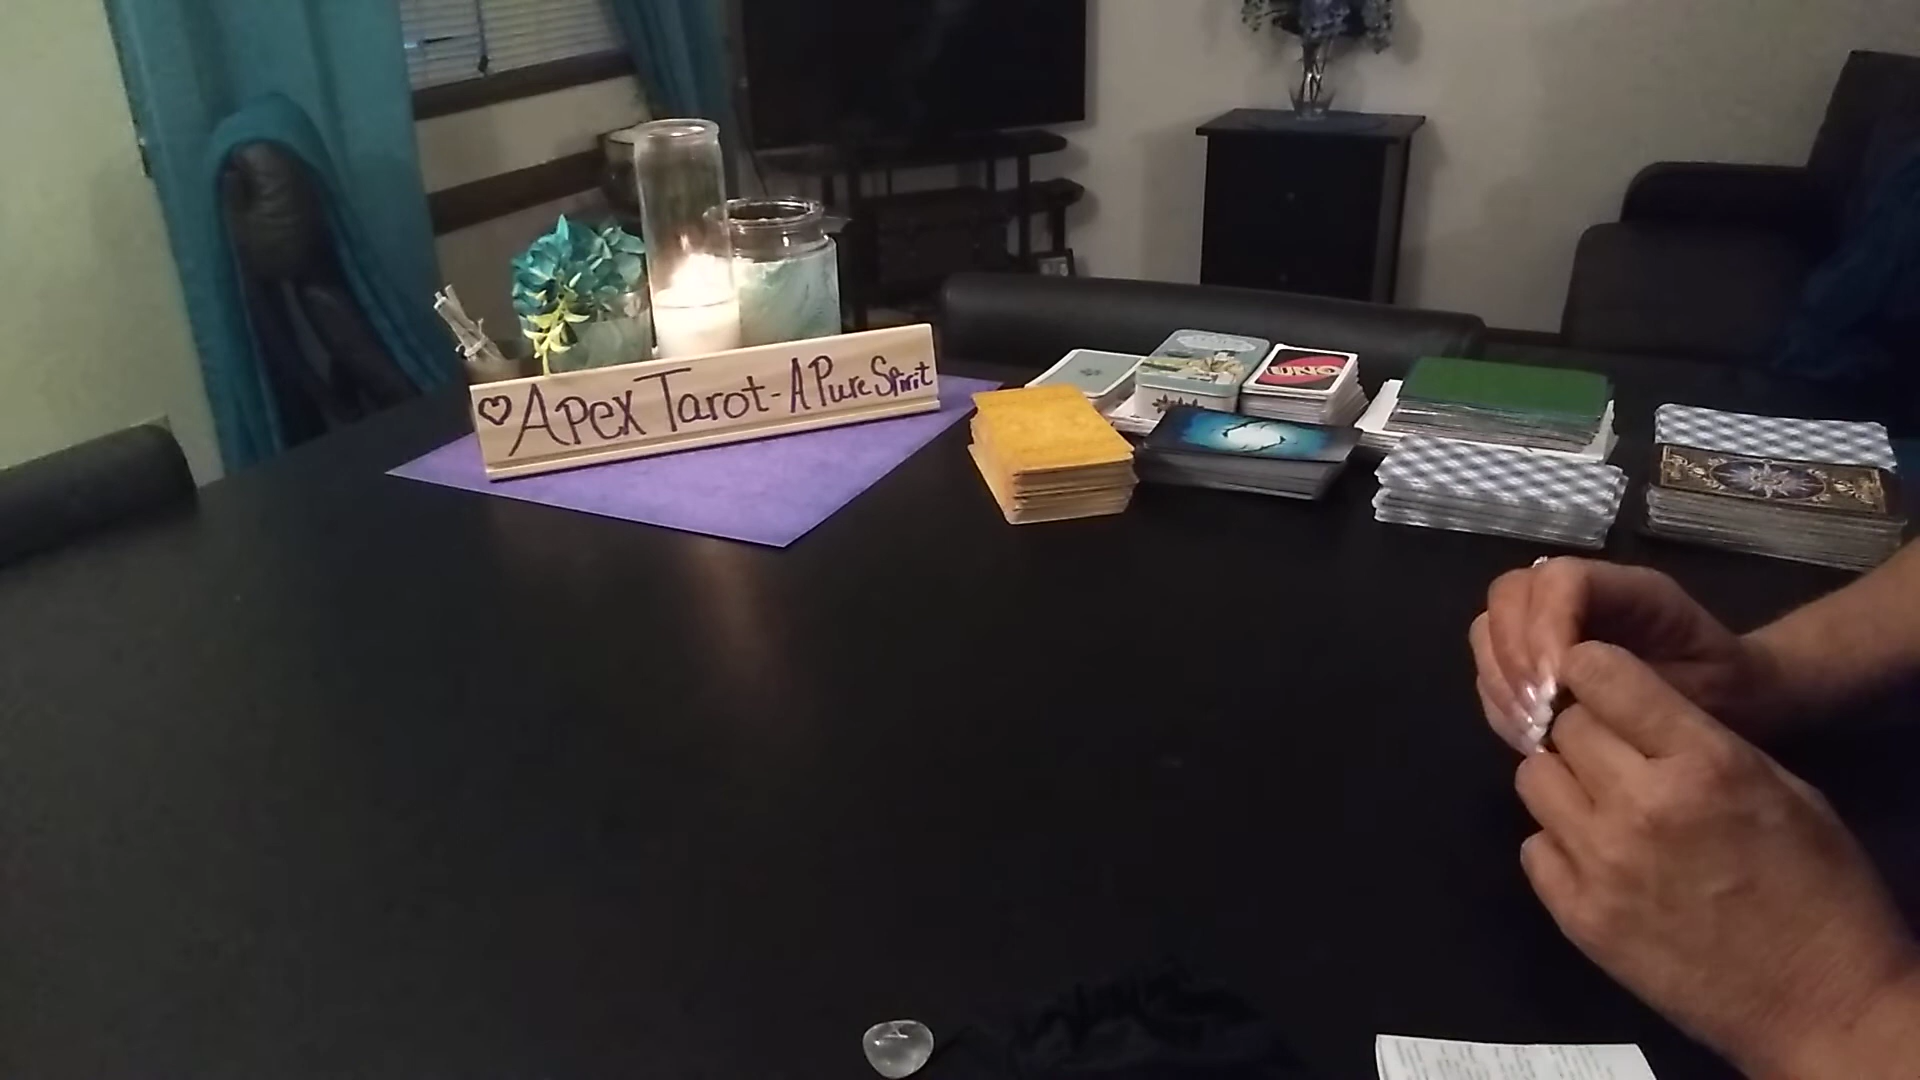 ♡Apex Tarot-A Pure Spirit
UNO